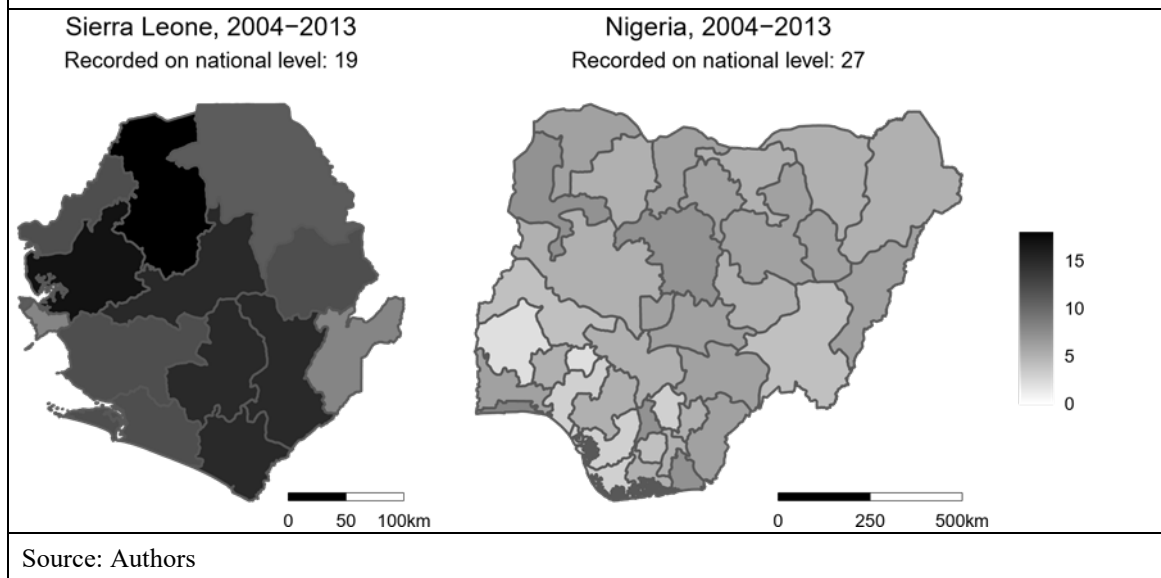 Sierra Leone, 2004−2013
Recorded on national level: 19
Nigeria, 2004−2013
Recorded on national level: 27
15
10
5
0
0 50 100km
0 250 500km
Source: Authors